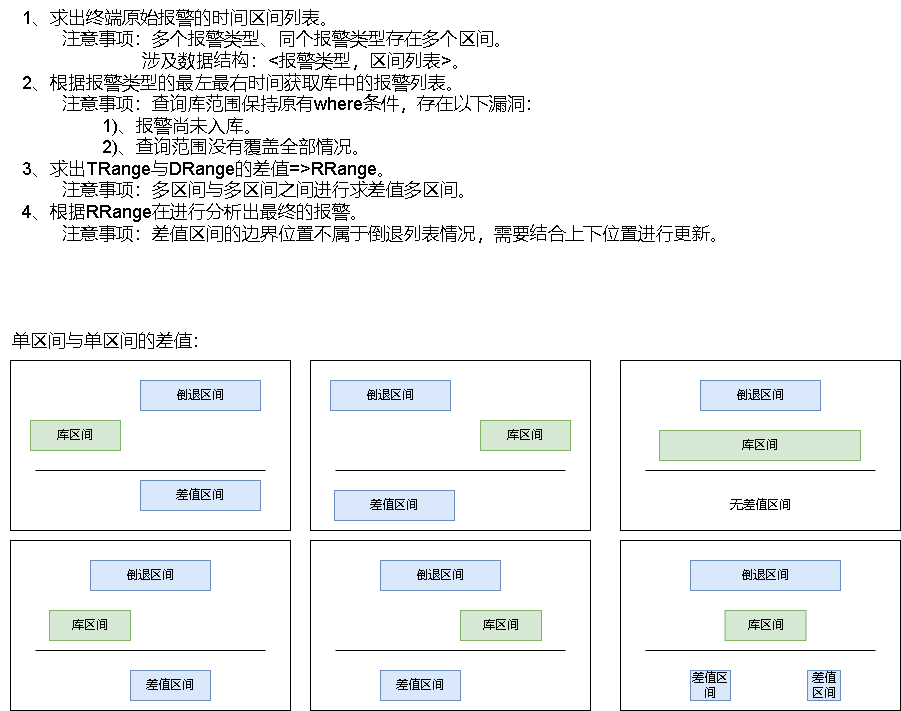 1、求出终端原始报警的时间区间列表。
注意事项：多个报警类型、同个报警类型存在多个区间。
涉及数据结构：<报警类型，区间列表>。
2、根据报警类型的最左最右时间获取库中的报警列表。
注意事项：查询库范围保持原有where条件，存在以下漏洞：
1)、报警尚未入库。
2)、查询范围没有覆盖全部情况。
3、求出TRange与DRange的差值=>RRange。
注意事项：多区间与多区间之间进行求差值多区间。
4、根据RRange在进行分析出最终的报警。
注意事项：差值区间的边界位置不属于倒退列表情况，需要结合上下位置进行更新。
单区间与单区间的差值：
倒退区间
库区间
差值区间
倒退区间
库区间
差值区间
倒退区间
库区间
无差值区间
倒退区间
库区间
差值区间
倒退区间
库区间
差值区间
倒退区间
库区间
差值区
间
差值
区间